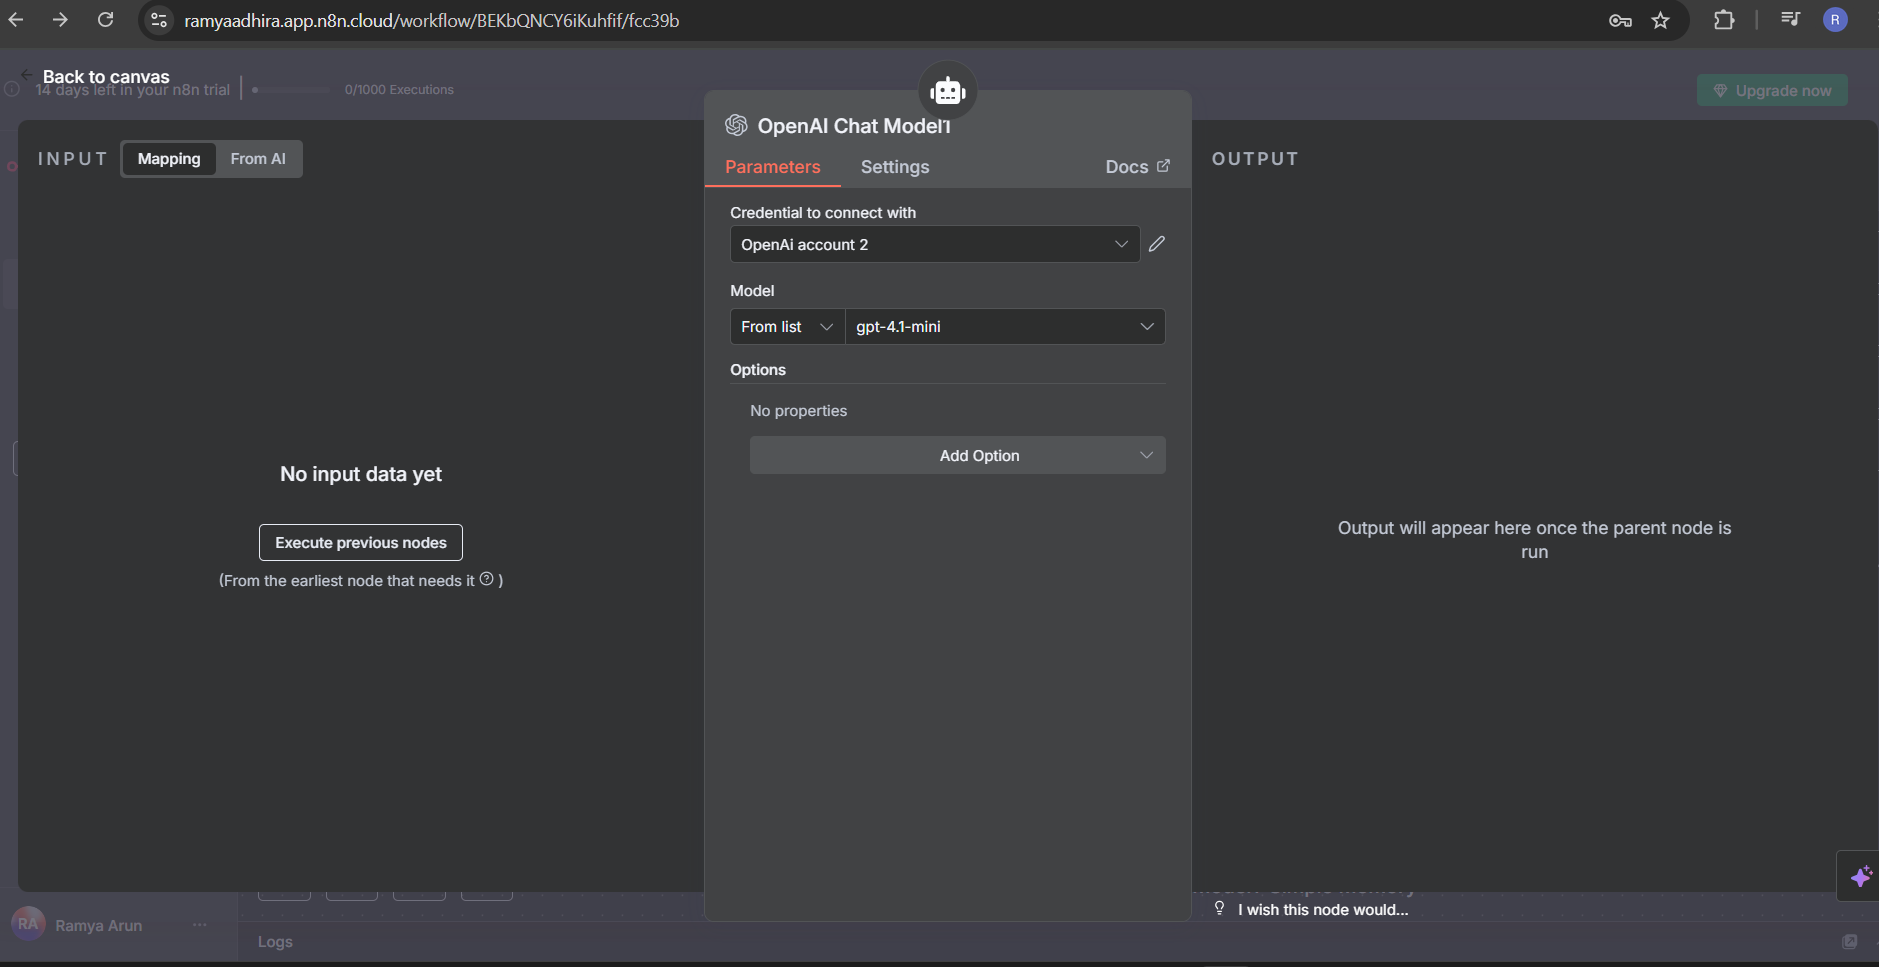 ramyaadhira.app.n8n.cloud/workflow/BEKbQNCY6iKuhfif/fcc39b
R
Back to canvas
14 days left in your n8n trial
0/1000 Executions
Upgrade now
OpenAI Chat Model1
INPUT
Mapping
From AI
Parameters
Settings
Docs
OUTPUT
Credential to connect with
OpenAi account 2
Model
From list
gpt-4.1-mini
Options
No properties
Add Option
No input data yet
Execute previous nodes
(From the earliest node that needs it ? )
Output will appear here once the parent node is
run
I wish this node would...
RA
Ramya Arun
...
Logs